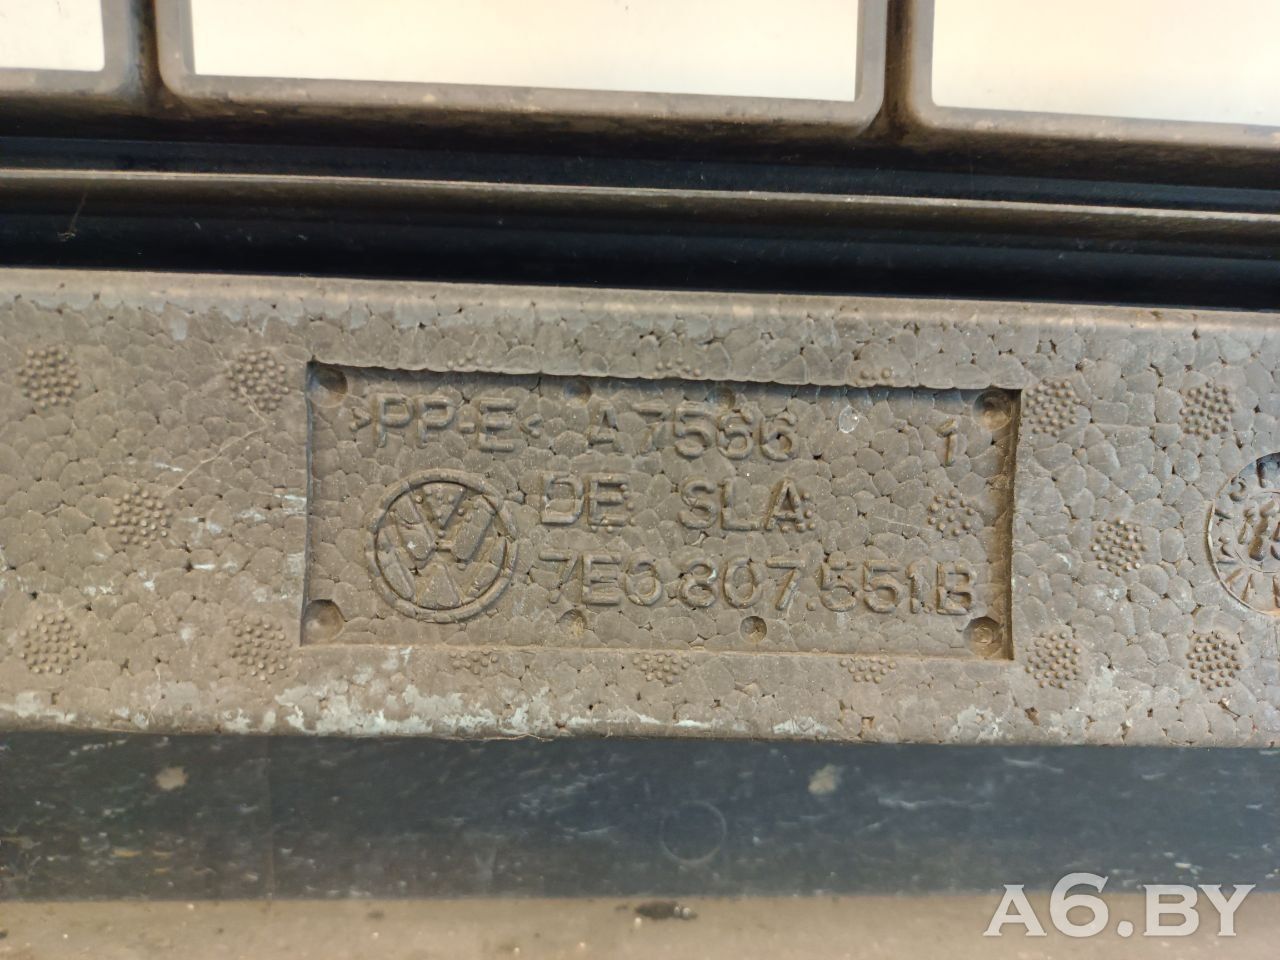 >PP-E< A7566 1
DE SLA
7E0.807.551.B
A6.BY